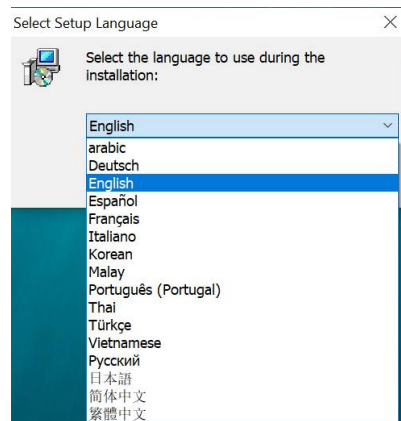 Select Setup Language
Select the language to use during the
installation:
English
arabic
Deutsch
English
Español
Français
Italiano
Korean
Malay
Português (Portugal)
Thai
Türkçe
Vietnamese
Русский
日本語
简体中文
繁體中文